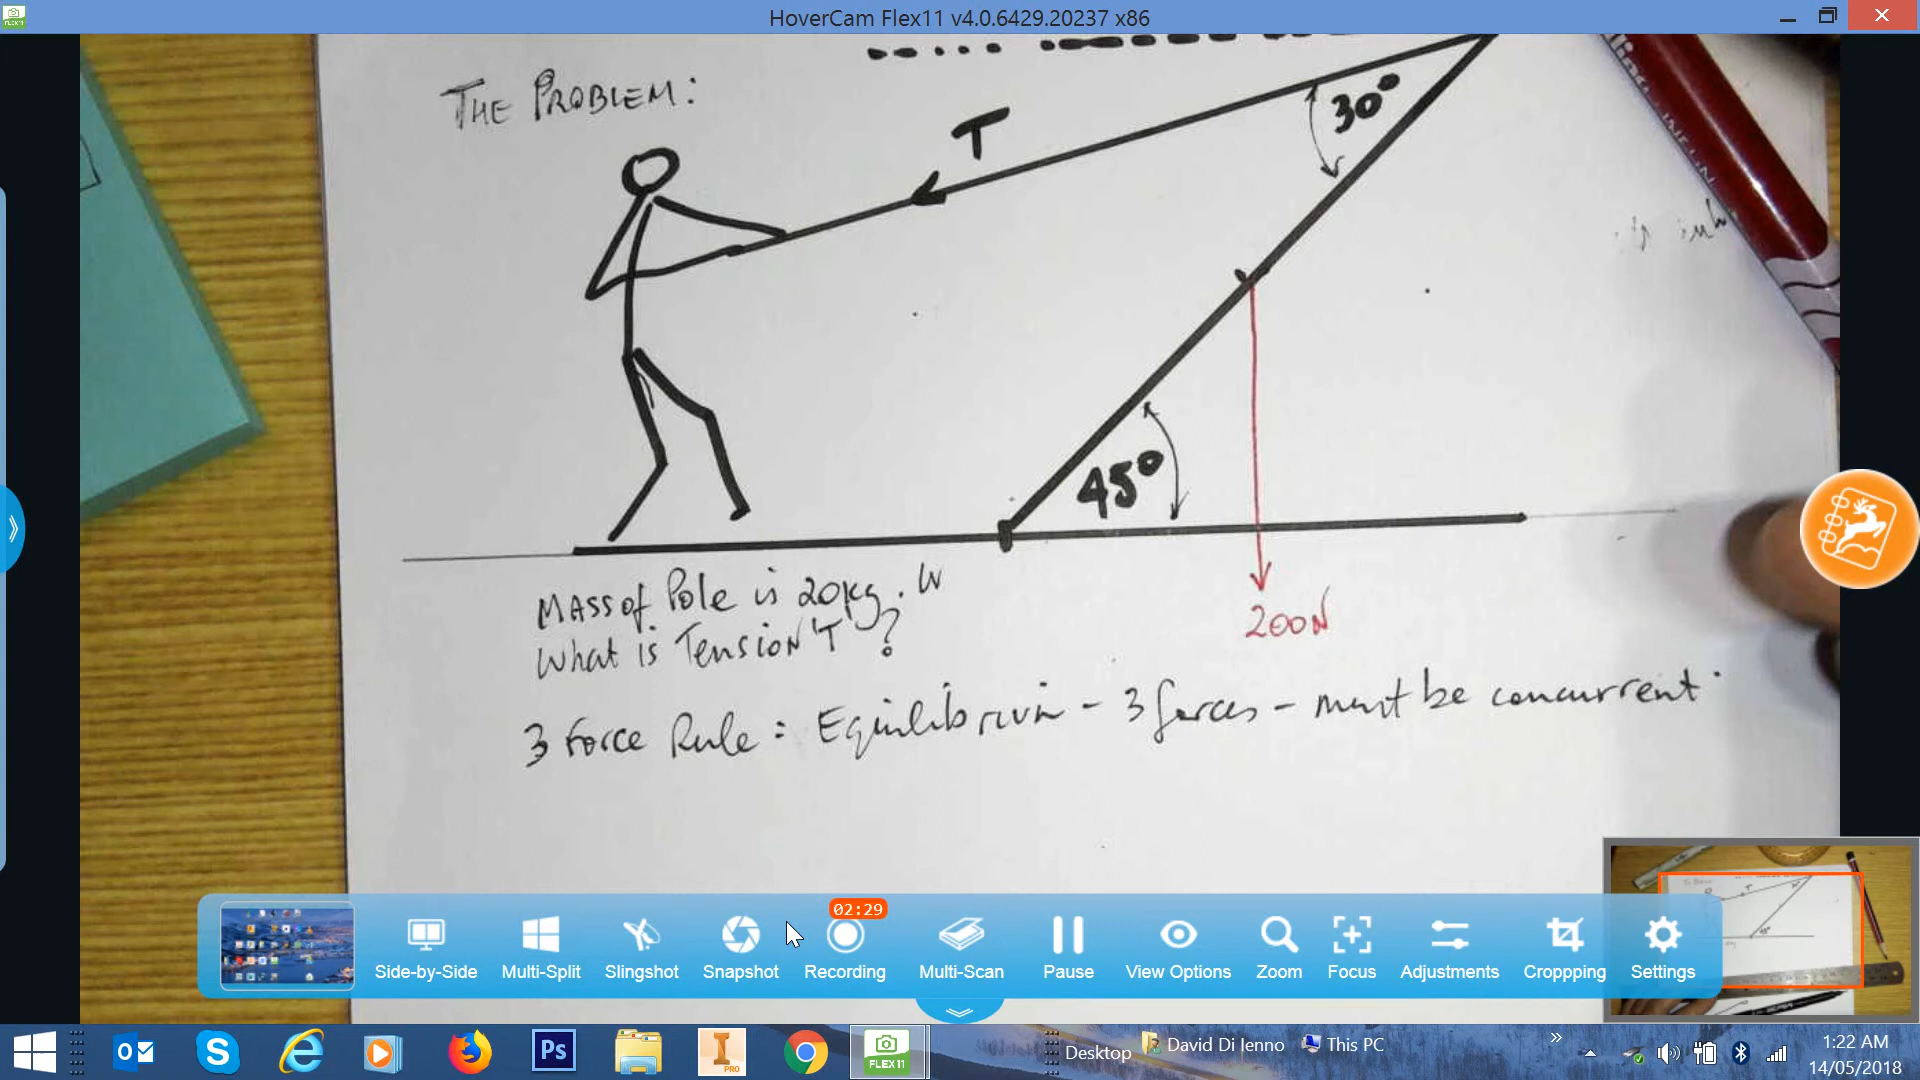 HoverCam Flex11 v4.0.6429.20237 x86
THE PROBLEM:
T
30°
45°
200N
MASS of Pole is 20kg. W
What is Tension 'T'?
3 Force Rule: Equilibrium - 3 forces - must be concurrent.
02:29
Side-by-Side
Multi-Split
Slingshot
Snapshot
Recording
Multi-Scan
Pause
View Options
Zoom
Focus
Adjustments
Croppping
Settings
Ps
I
PRO
FLEX11
Desktop
David Di Ienno
This PC
1:22 AM
14/05/2018